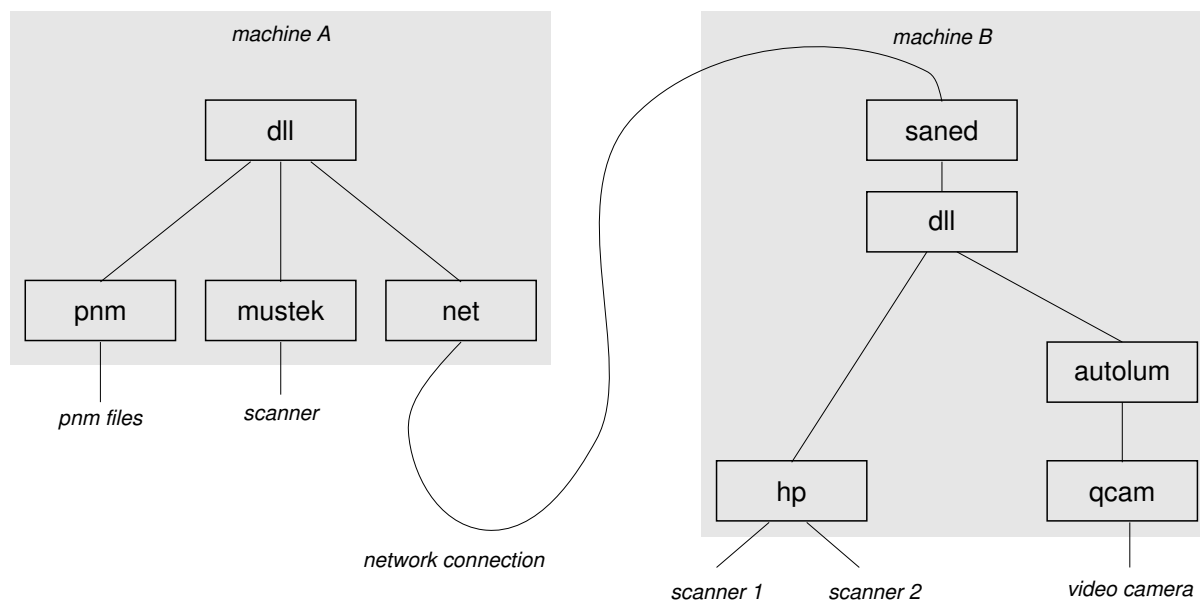 machine A
dll
pnm
mustek
net
pnm files
scanner
network connection
machine B
saned
dll
autolum
hp
qcam
scanner 1
scanner 2
video camera